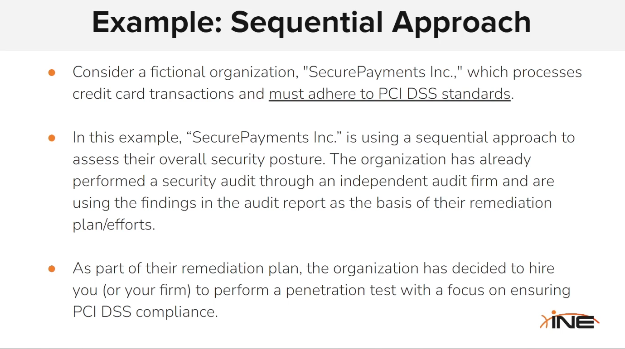 Example: Sequential Approach
Consider a fictional organization, "SecurePayments Inc.," which processes
credit card transactions and must adhere to PCI DSS standards.
In this example, “SecurePayments Inc.” is using a sequential approach to
assess their overall security posture. The organization has already
performed a security audit through an independent audit firm and are
using the findings in the audit report as the basis of their remediation
plan/efforts.
As part of their remediation plan, the organization has decided to hire
you (or your firm) to perform a penetration test with a focus on ensuring
PCI DSS compliance.
INE